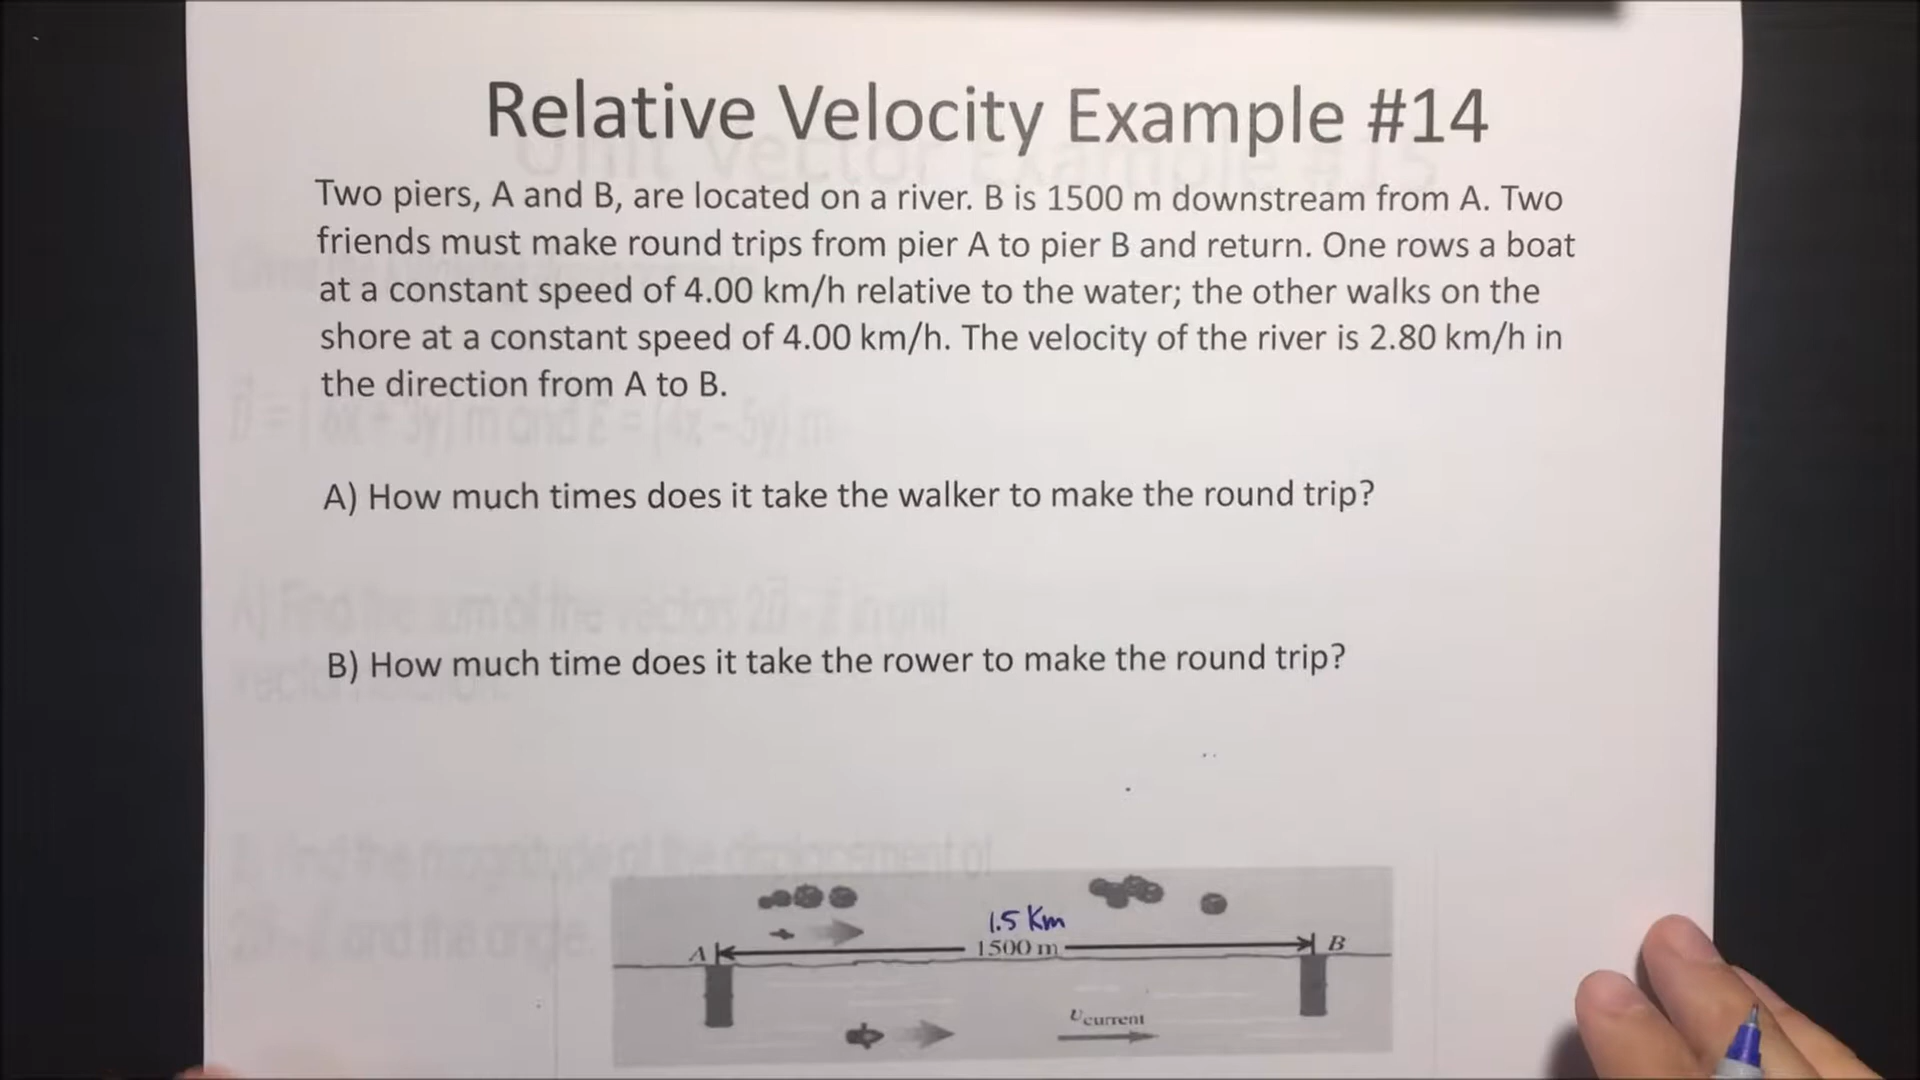 Relative Velocity Example #14
Two piers, A and B, are located on a river. B is 1500 m downstream from A. Two
friends must make round trips from pier A to pier B and return. One rows a boat
at a constant speed of 4.00 km/h relative to the water; the other walks on the
shore at a constant speed of 4.00 km/h. The velocity of the river is 2.80 km/h in
the direction from A to B.
A) How much times does it take the walker to make the round trip?
B) How much time does it take the rower to make the round trip?
1.5 Km
A 1500 m B
υcurrent